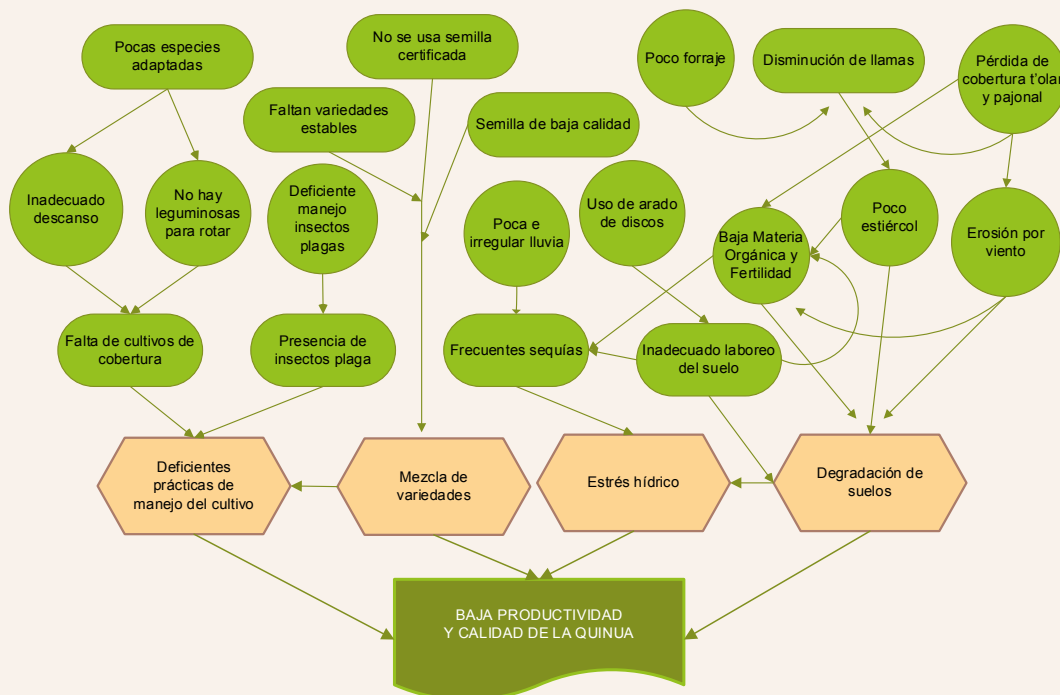 Pocas especies
adaptadas
No se usa semilla
certificada
Poco forraje
Disminución de llamas
Pérdida de
cobertura t'olar
y pajonal
Faltan variedades
estables
Semilla de baja calidad
Inadecuado
descanso
No hay
leguminosas
para rotar
Deficiente
manejo
insectos
plagas
Poca e
irregular lluvia
Uso de arado
de discos
Baja Materia
Orgánica y
Fertilidad
Poco
estiércol
Erosión por
viento
Falta de cultivos de
cobertura
Presencia de
insectos plaga
Frecuentes sequías
Inadecuado laboreo
del suelo
Deficientes
prácticas de
manejo del cultivo
Mezcla de
variedades
Estrés hídrico
Degradación de
suelos
BAJA PRODUCTIVIDAD
Y CALIDAD DE LA QUINUA